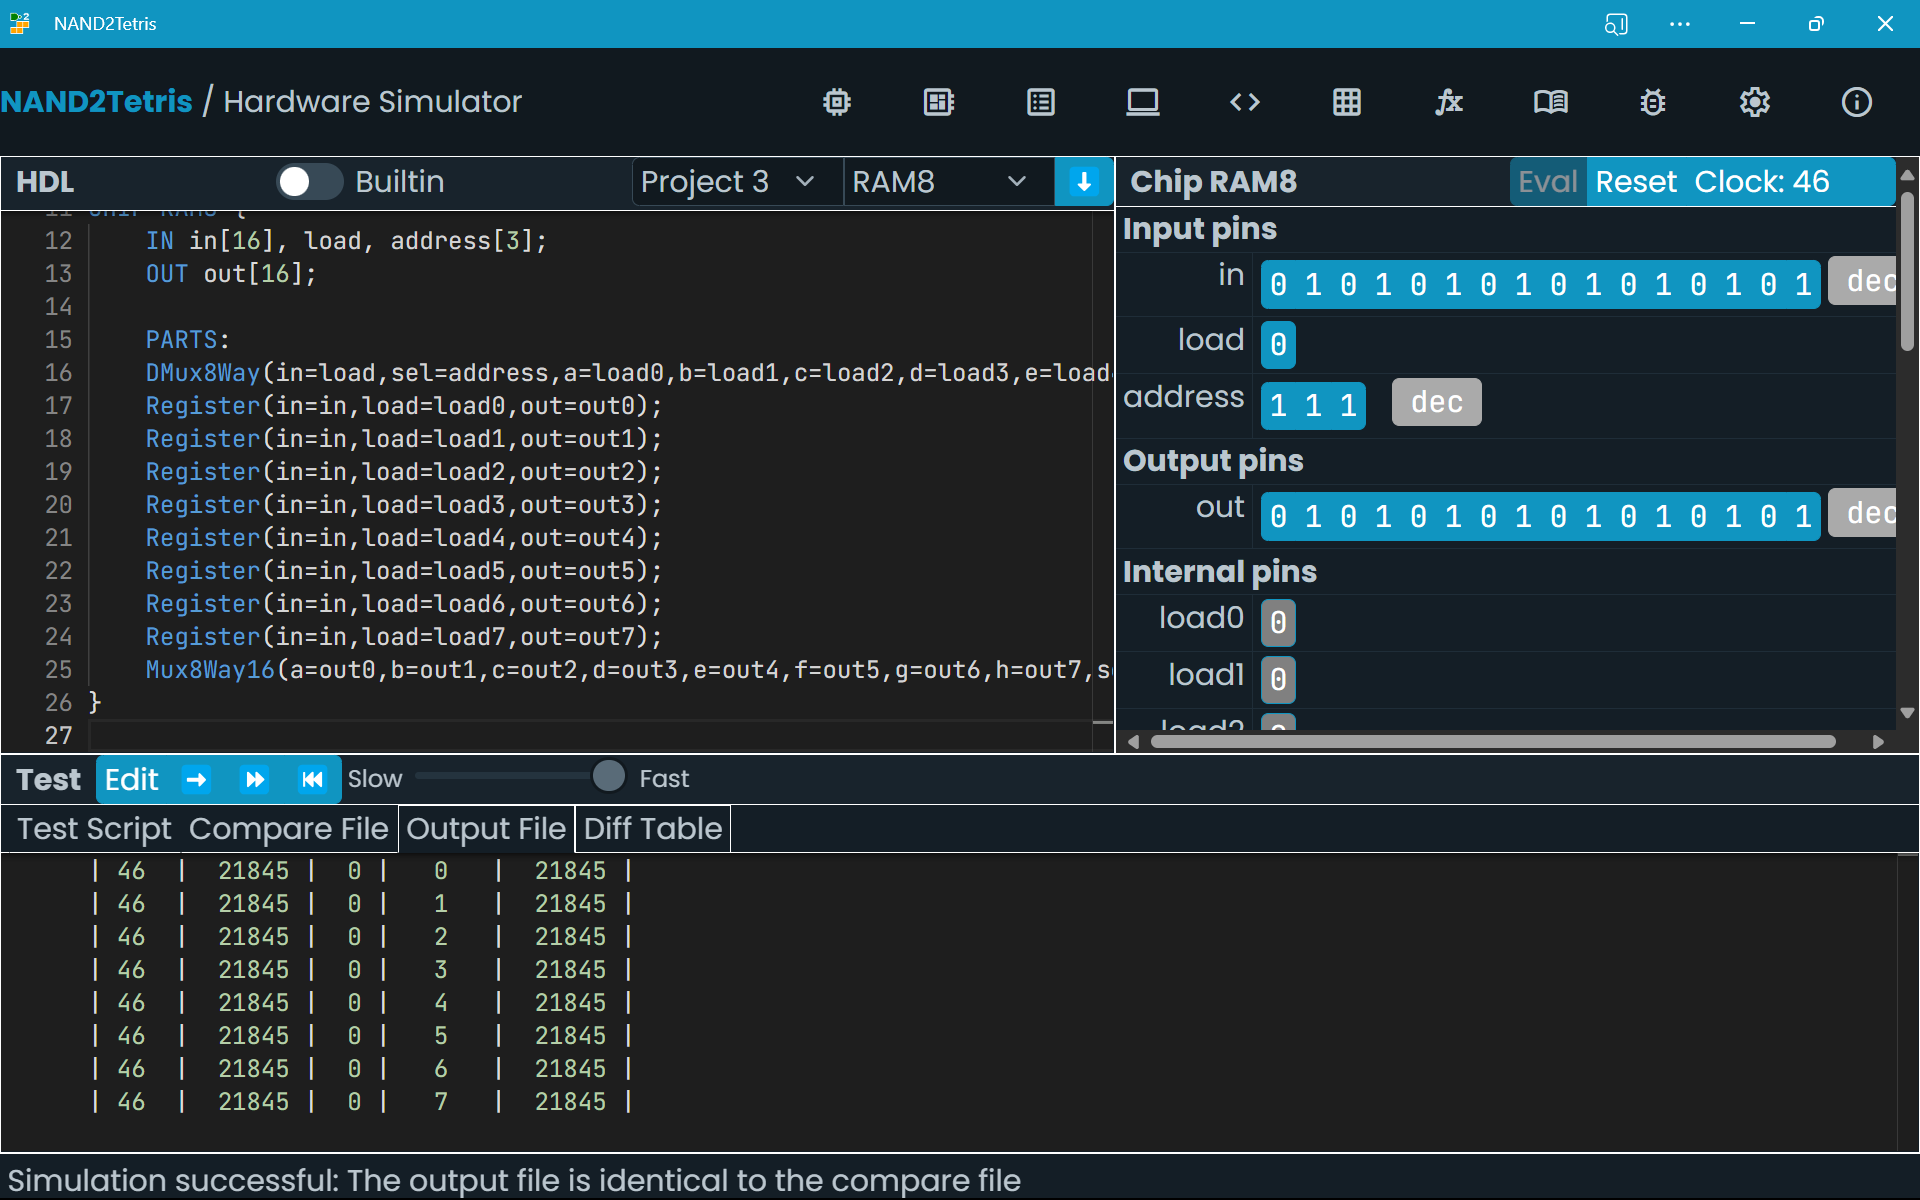 NAND2Tetris
NAND2Tetris / Hardware Simulator
HDL Builtin Project 3 RAM8
12 IN in[16], load, address[3];
13 OUT out[16];
14
15 PARTS:
16 DMux8Way(in=load,sel=address,a=load0,b=load1,c=load2,d=load3,e=load
17 Register(in=in,load=load0,out=out0);
18 Register(in=in,load=load1,out=out1);
19 Register(in=in,load=load2,out=out2);
20 Register(in=in,load=load3,out=out3);
21 Register(in=in,load=load4,out=out4);
22 Register(in=in,load=load5,out=out5);
23 Register(in=in,load=load6,out=out6);
24 Register(in=in,load=load7,out=out7);
25 Mux8Way16(a=out0,b=out1,c=out2,d=out3,e=out4,f=out5,g=out6,h=out7,s
26 }
27
Chip RAM8 Eval Reset Clock: 46
Input pins
in 0 1 0 1 0 1 0 1 0 1 0 1 0 1 0 1 dec
load 0
address 1 1 1 dec
Output pins
out 0 1 0 1 0 1 0 1 0 1 0 1 0 1 0 1 dec
Internal pins
load0 0
load1 0
load2
Test Edit Slow Fast
Test Script Compare File Output File Diff Table
| 46 | 21845 | 0 | 0 | 21845 |
| 46 | 21845 | 0 | 1 | 21845 |
| 46 | 21845 | 0 | 2 | 21845 |
| 46 | 21845 | 0 | 3 | 21845 |
| 46 | 21845 | 0 | 4 | 21845 |
| 46 | 21845 | 0 | 5 | 21845 |
| 46 | 21845 | 0 | 6 | 21845 |
| 46 | 21845 | 0 | 7 | 21845 |
Simulation successful: The output file is identical to the compare file